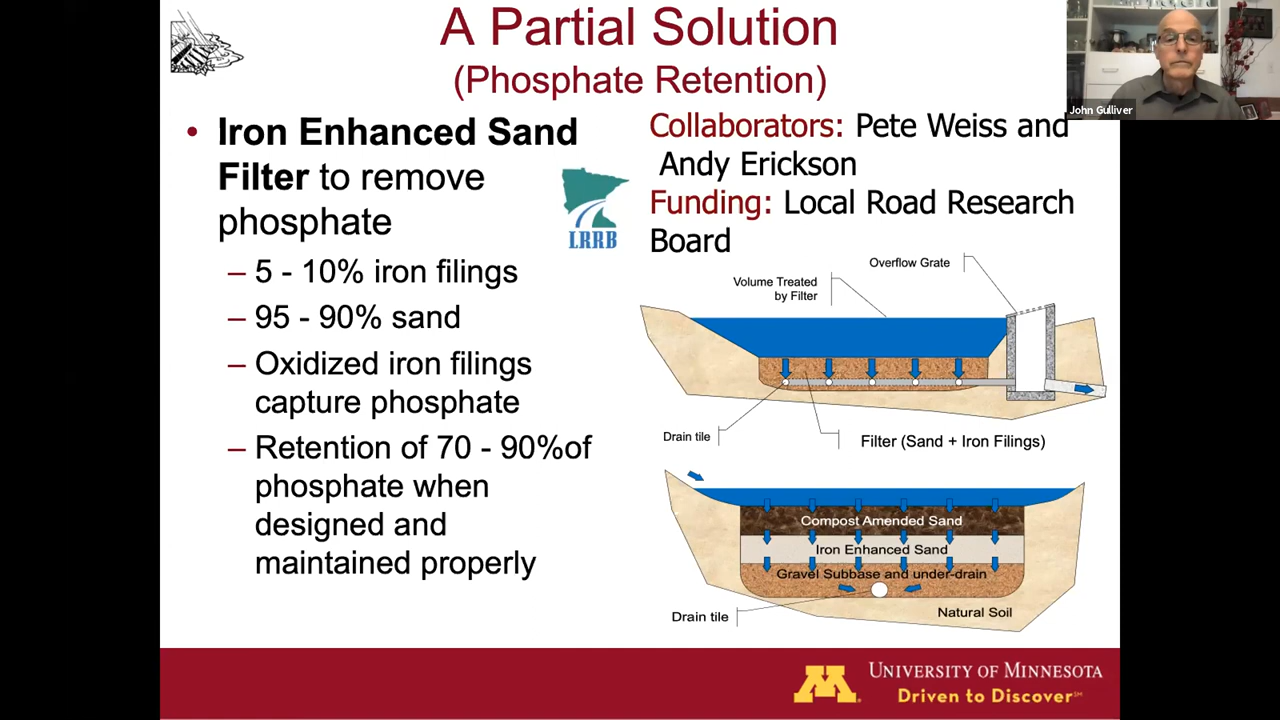 A Partial Solution
(Phosphate Retention)
John Gulliver
• Iron Enhanced Sand
Filter to remove
phosphate
– 5 - 10% iron filings
– 95 - 90% sand
– Oxidized iron filings
capture phosphate
– Retention of 70 - 90%of
phosphate when
designed and
maintained properly
LRRB
Collaborators: Pete Weiss and
Andy Erickson
Funding: Local Road Research
Board
Overflow Grate
Volume Treated
by Filter
Drain tile
Filter (Sand + Iron Filings)
Compost Amended Sand
Iron Enhanced Sand
Gravel Subbase and under-drain
Drain tile
Natural Soil
M
UNIVERSITY OF MINNESOTA
Driven to Discover℠